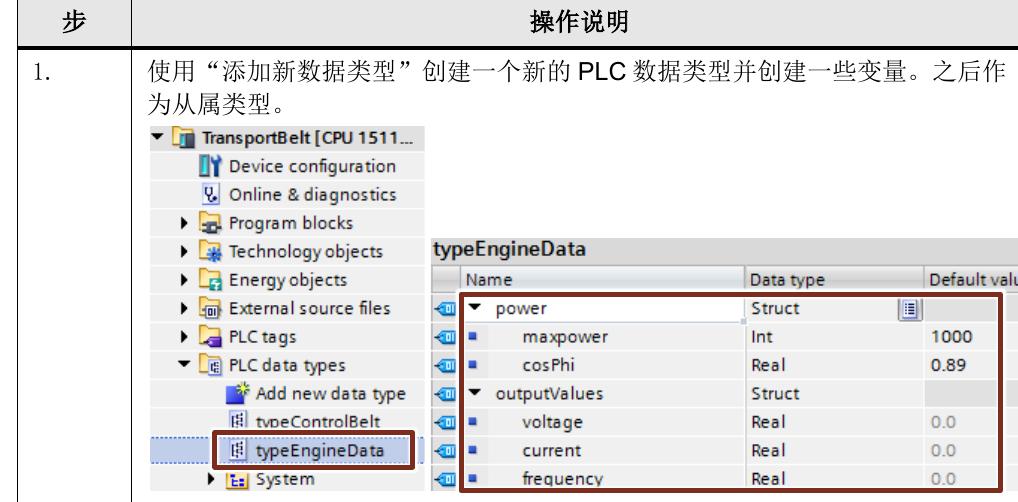 步 操作说明
1. 使用“添加新数据类型”创建一个新的 PLC 数据类型并创建一些变量。之后作
为从属类型。
TransportBelt [CPU 1511...
Device configuration
Online & diagnostics
Program blocks
Technology objects
Energy objects
External source files
PLC tags
PLC data types
Add new data type
typeControlBelt
typeEngineData
System
typeEngineData
Name Data type Default valu
power Struct
maxpower Int 1000
cosPhi Real 0.89
outputValues Struct
voltage Real 0.0
current Real 0.0
frequency Real 0.0